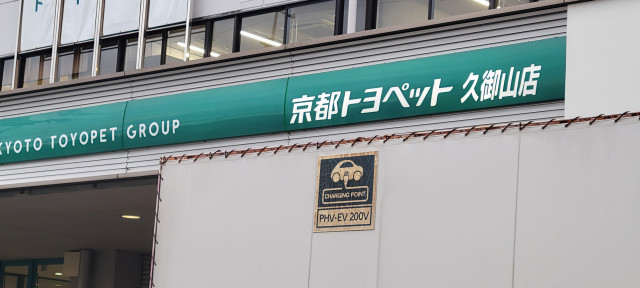 KYOTO TOYOPET GROUP
京都トヨペット 久御山店
CHARGING POINT
PHV・EV 200V